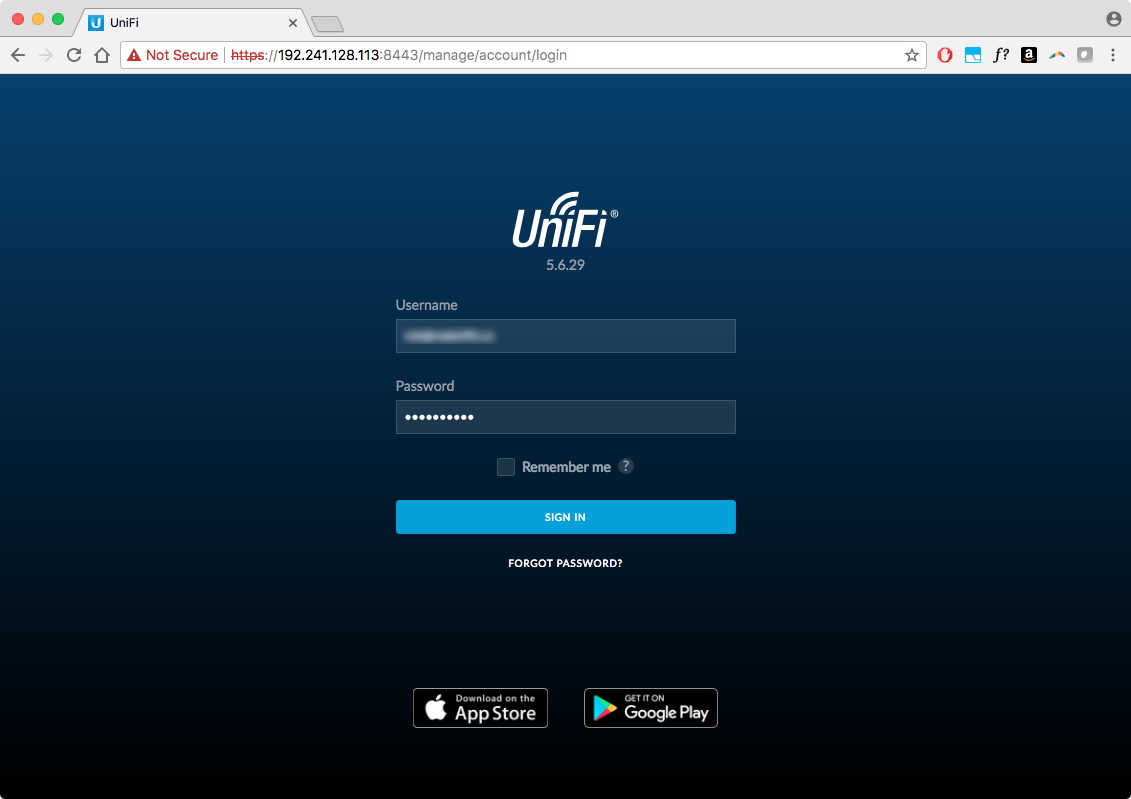 UniFi
Not Secure https://192.241.128.113:8443/manage/account/login f? a
UniFi®
5.6.29
Username
Password
Remember me ?
SIGN IN
FORGOT PASSWORD?
Download on the
App Store
GET IT ON
Google Play